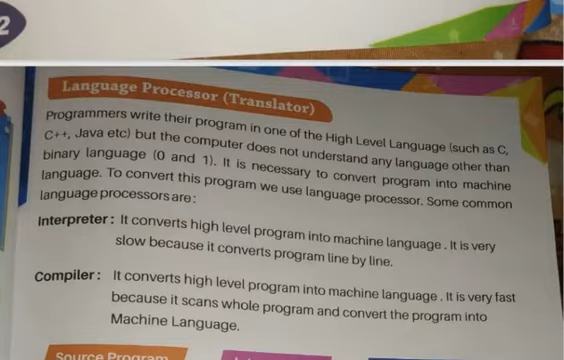 2
Language Processor (Translator)
Programmers write their program in one of the High Level Language (such as C,
C++, Java etc) but the computer does not understand any language other than
binary language (0 and 1). It is necessary to convert program into machine
language. To convert this program we use language processor. Some common
language processors are :
Interpreter : It converts high level program into machine language . It is very
slow because it converts program line by line.
Compiler : It converts high level program into machine language . It is very fast
because it scans whole program and convert the program into
Machine Language.
Source Program